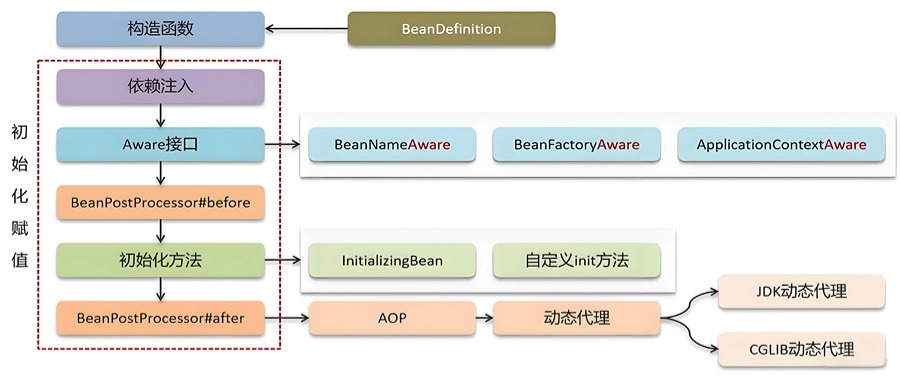 构造函数
BeanDefinition
依赖注入
Aware接口
BeanNameAware
BeanFactoryAware
ApplicationContextAware
初始化赋值
BeanPostProcessor#before
初始化方法
InitializingBean
自定义init方法
BeanPostProcessor#after
AOP
动态代理
JDK动态代理
CGLIB动态代理